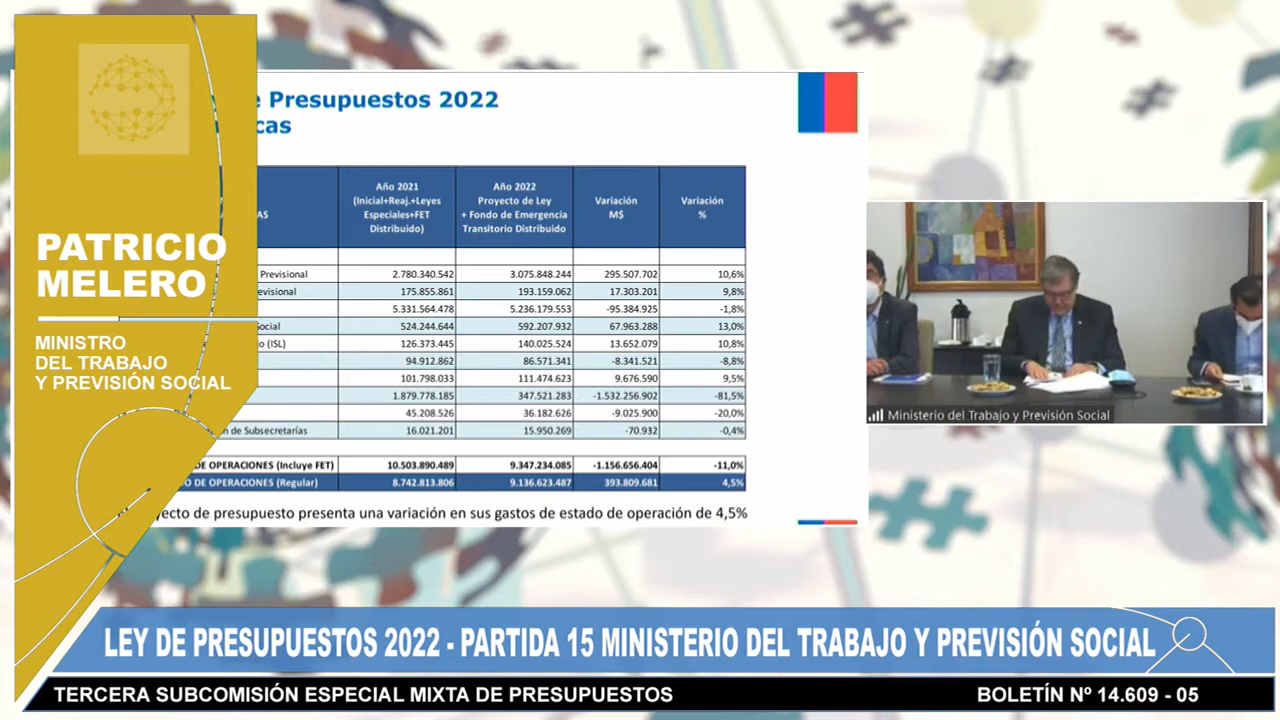 e Presupuestos 2022
cas
PATRICIO
MELERO
MINISTRO
DEL TRABAJO
Y PREVISIÓN SOCIAL
AS
Año 2021
(Inicial+Reaj.+Leyes
Especiales+FET
Distribuido)
Año 2022
Proyecto de Ley
+ Fondo de Emergencia
Transitorio Distribuido
Variación
M$
Variación
%
Previsional 2.780.340.542 3.075.848.244 295.507.702 10,6%
evisional 175.855.861 193.159.062 17.303.201 9,8%
5.331.564.478 5.236.179.553 -95.384.925 -1,8%
ocial 524.244.644 592.207.932 67.963.288 13,0%
o (ISL) 126.373.445 140.025.524 13.652.079 10,8%
94.912.862 86.571.341 -8.341.521 -8,8%
101.798.033 111.474.623 9.676.590 9,5%
1.879.778.185 347.521.283 -1.532.256.902 -81,5%
45.208.526 36.182.626 -9.025.900 -20,0%
n de Subsecretarías 16.021.201 15.950.269 -70.932 -0,4%
DE OPERACIONES (Incluye FET) 10.503.890.489 9.347.234.085 -1.156.656.404 -11,0%
O DE OPERACIONES (Regular) 8.742.813.806 9.136.623.487 393.809.681 4,5%
yecto de presupuesto presenta una variación en sus gastos de estado de operación de 4,5%
Ministerio del Trabajo y Previsión Social
LEY DE PRESUPUESTOS 2022 - PARTIDA 15 MINISTERIO DEL TRABAJO Y PREVISIÓN SOCIAL
TERCERA SUBCOMISIÓN ESPECIAL MIXTA DE PRESUPUESTOS
BOLETÍN Nº 14.609 - 05